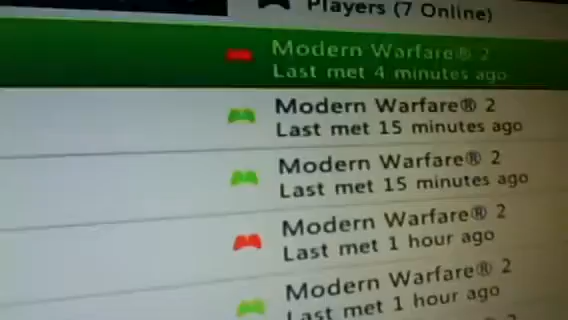 Players (7 Online)
Modern Warfare® 2
Last met 4 minutes ago
Modern Warfare® 2
Last met 15 minutes ago
Modern Warfare® 2
Last met 15 minutes ago
Modern Warfare® 2
Last met 1 hour ago
Modern Warfare® 2
Last met 1 hour ago